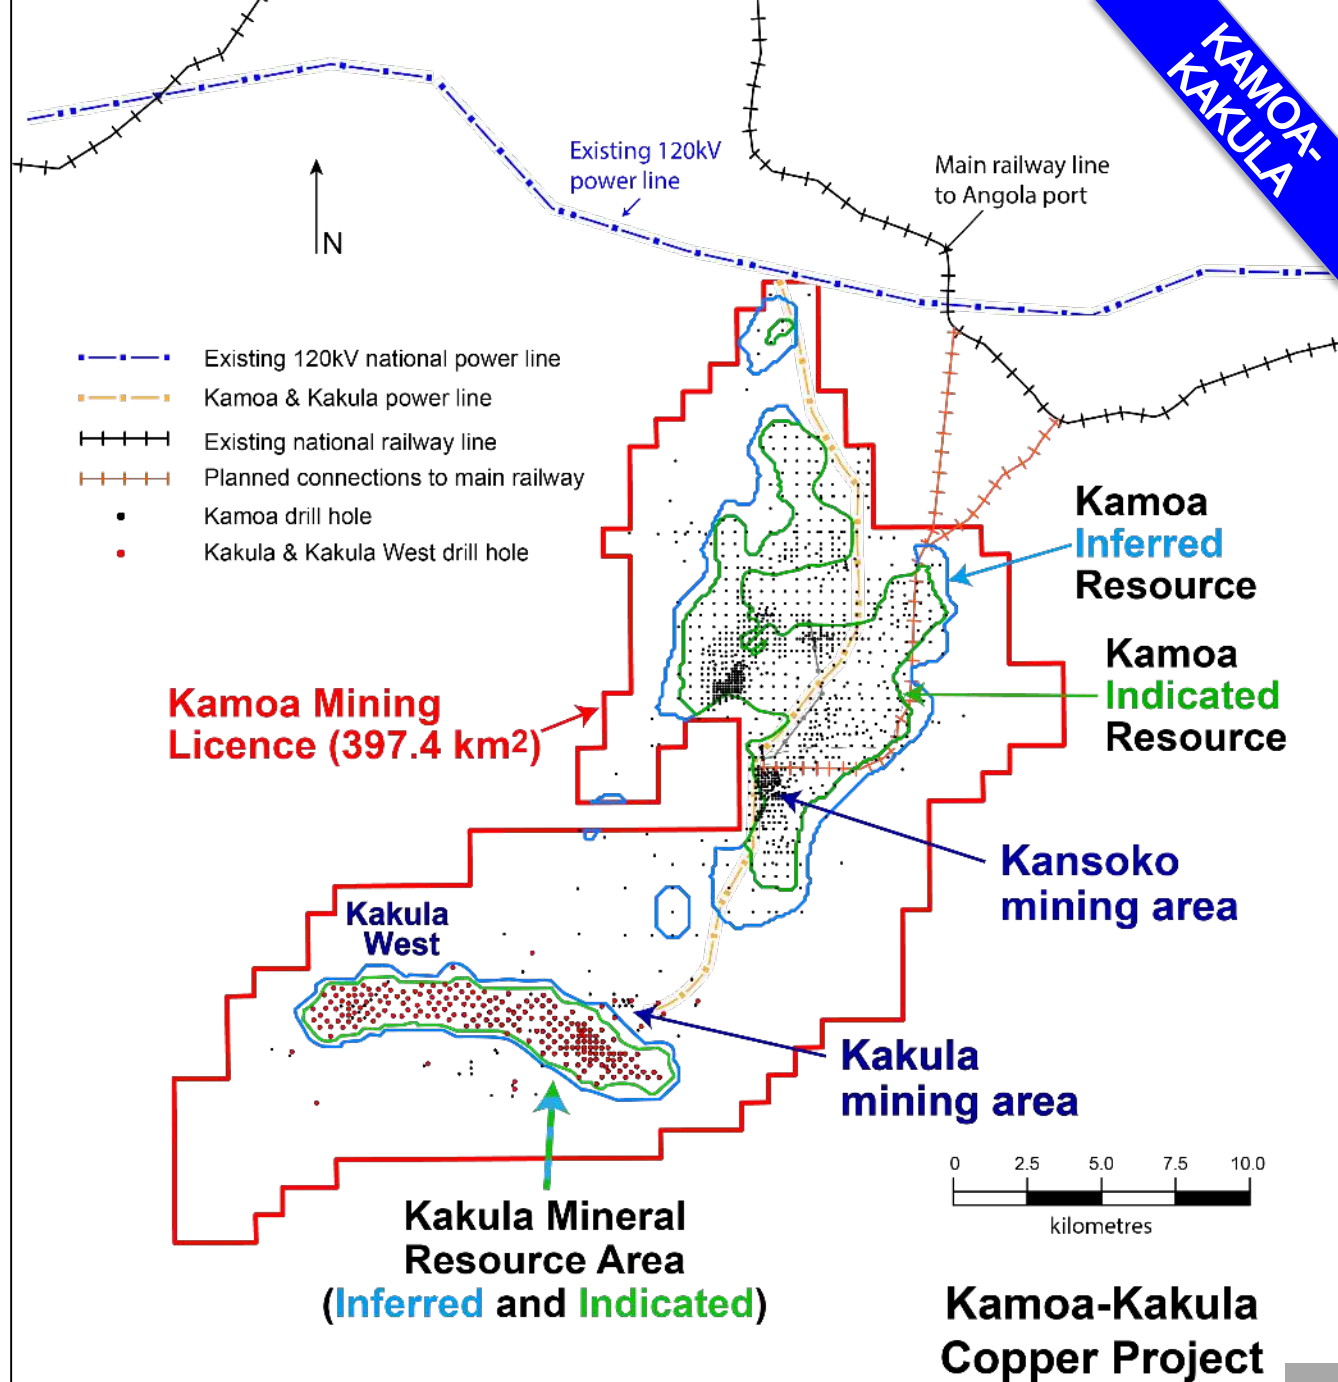 KAMOA-
KAKULA
Existing 120kV
power line
Main railway line
to Angola port
N
Existing 120kV national power line
Kamoa & Kakula power line
Existing national railway line
Planned connections to main railway
Kamoa drill hole
Kakula & Kakula West drill hole
Kamoa
Inferred
Resource
Kamoa
Indicated
Resource
Kamoa Mining
Licence (397.4 km²)
Kansoko
mining area
Kakula
West
Kakula
mining area
0 2.5 5.0 7.5 10.0
kilometres
Kakula Mineral
Resource Area
(Inferred and Indicated)
Kamoa-Kakula
Copper Project